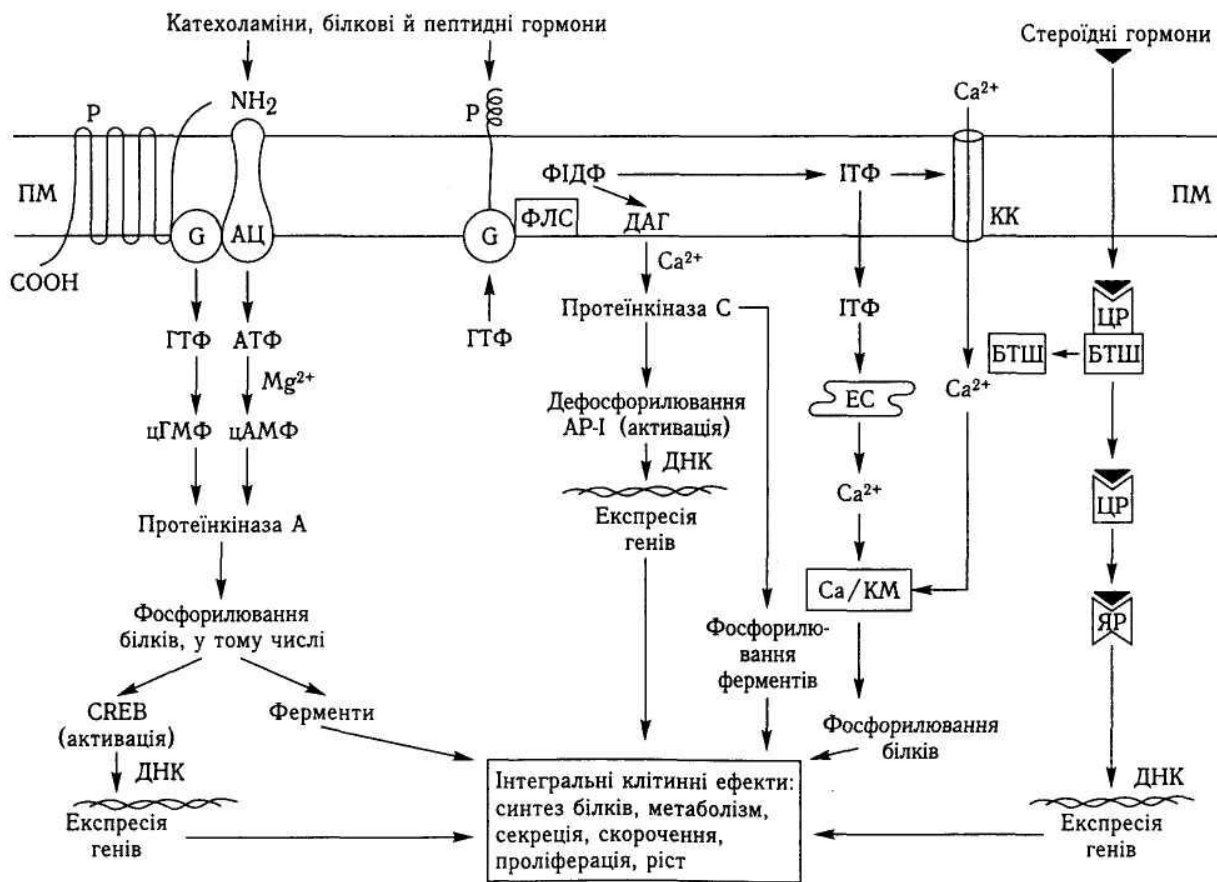 Катехоламіни, білкові й пептидні гормони
Стероїдні гормони
NH₂
P
P
Ca²⁺
ПМ
ФІДФ
ІТФ
ПМ
ФЛС
ДАГ
КК
G
АЦ
G
COOH
Ca²⁺
ГТФ
АТФ
ГТФ
Протеїнкіназа С
ІТФ
ЦР
БТШ
БТШ
Mg²⁺
Ca²⁺
цГМФ
цАМФ
Дефосфорилювання
АР-І (активація)
ЕС
ДНК
Експресія
генів
Ca²⁺
ЦР
Протеїнкіназа А
Ca/КМ
ЯР
Фосфорилювання
білків, у тому числі
Фосфорилю-
вання
ферментів
CREB
(активація)
Ферменти
Фосфорилювання
білків
ДНК
Експресія
генів
Інтегральні клітинні ефекти:
синтез білків, метаболізм,
секреція, скорочення,
проліферація, ріст
ДНК
Експресія
генів